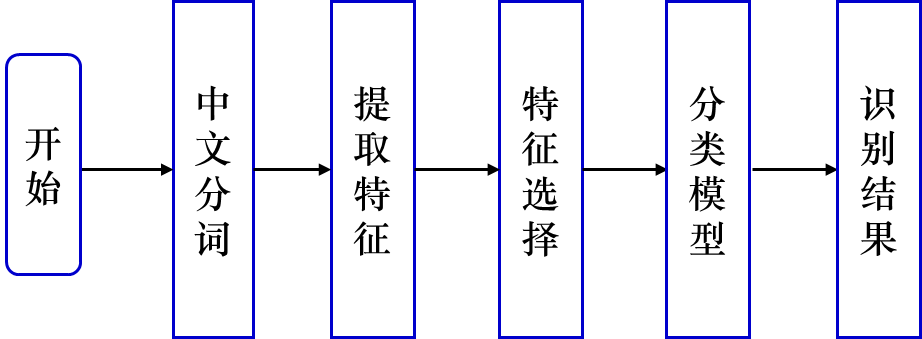 开始
中文分词
提取特征
特征选择
分类模型
识别结果